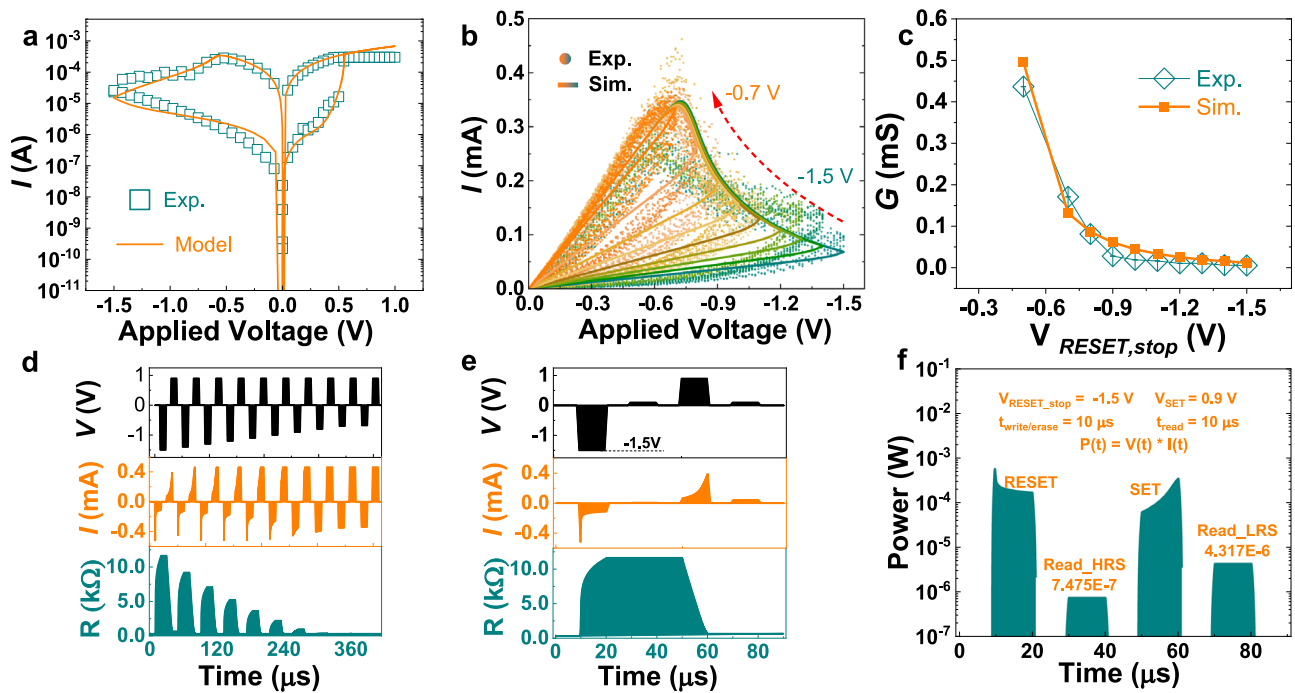 a
10⁻³
10⁻⁴
10⁻⁵
10⁻⁶
10⁻⁷
10⁻⁸
10⁻⁹
10⁻¹⁰
10⁻¹¹
I (A)
Exp.
Model
-1.5 -1.0 -0.5 0.0 0.5 1.0
Applied Voltage (V)
b
0.5
0.4
0.3
0.2
0.1
0.0
I (mA)
Exp.
Sim.
-0.7 V
-1.5 V
0.0 -0.3 -0.6 -0.9 -1.2 -1.5
Applied Voltage (V)
c
0.6
0.5
0.4
0.3
0.2
0.1
0.0
G (mS)
Exp.
Sim.
-0.3 -0.6 -0.9 -1.2 -1.5
V RESET,stop (V)
d
1
0
-1
V (V)
0.4
0.0
-0.4
I (mA)
10.0
5.0
0.0
R (kΩ)
0 120 240 360
Time (μs)
e
1
0
-1
V (V)
-1.5V
0.4
0.0
-0.4
I (mA)
10.0
5.0
0.0
R (kΩ)
0 20 40 60 80
Time (μs)
f
10⁻¹
10⁻²
10⁻³
10⁻⁴
10⁻⁵
10⁻⁶
10⁻⁷
Power (W)
V_RESET_stop = -1.5 V V_SET = 0.9 V
t_write/erase = 10 μs t_read = 10 μs
P(t) = V(t) * I(t)
RESET
SET
Read_HRS
7.475E-7
Read_LRS
4.317E-6
0 20 40 60 80
Time (μs)